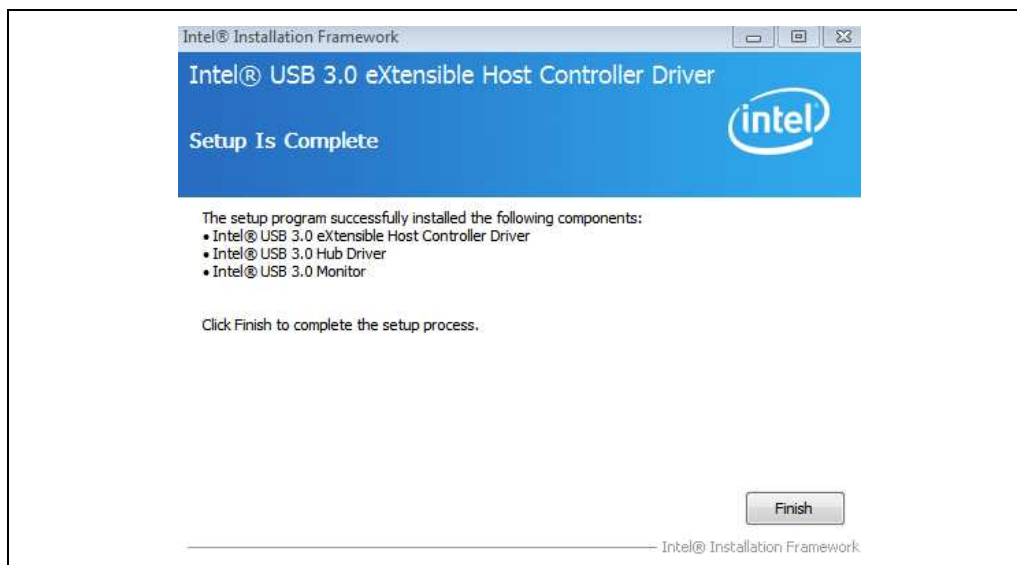 Intel® Installation Framework
Intel® USB 3.0 eXtensible Host Controller Driver
intel
Setup Is Complete
The setup program successfully installed the following components:
• Intel® USB 3.0 eXtensible Host Controller Driver
• Intel® USB 3.0 Hub Driver
• Intel® USB 3.0 Monitor
Click Finish to complete the setup process.
Finish
Intel® Installation Framework